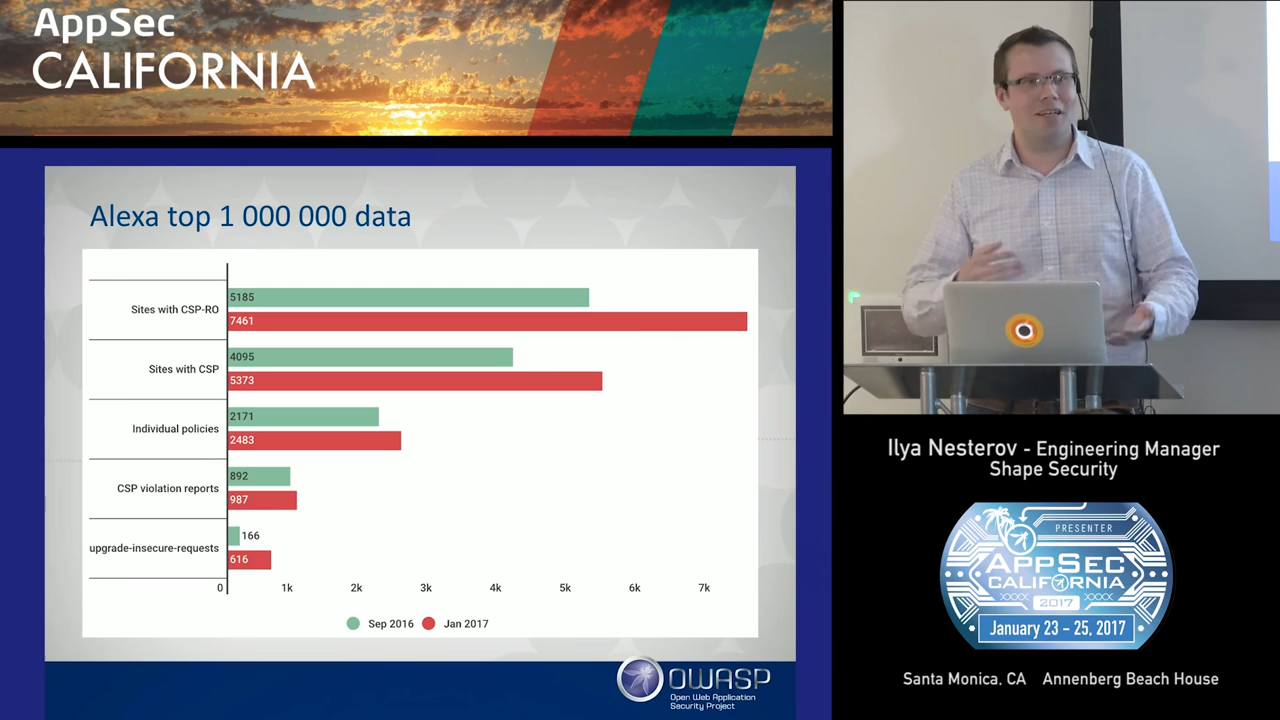 AppSec
CALIFORNIA
Alexa top 1 000 000 data
Sites with CSP-RO
5185
7461
Sites with CSP
4095
5373
Individual policies
2171
2483
CSP violation reports
892
987
upgrade-insecure-requests
166
616
0 1k 2k 3k 4k 5k 6k 7k
Sep 2016 Jan 2017
OWASP
Open Web Application
Security Project
Ilya Nesterov - Engineering Manager
Shape Security
PRESENTER
APPSEC
CALIFORNIA
2017
January 23 - 25, 2017
Santa Monica, CA Annenberg Beach House